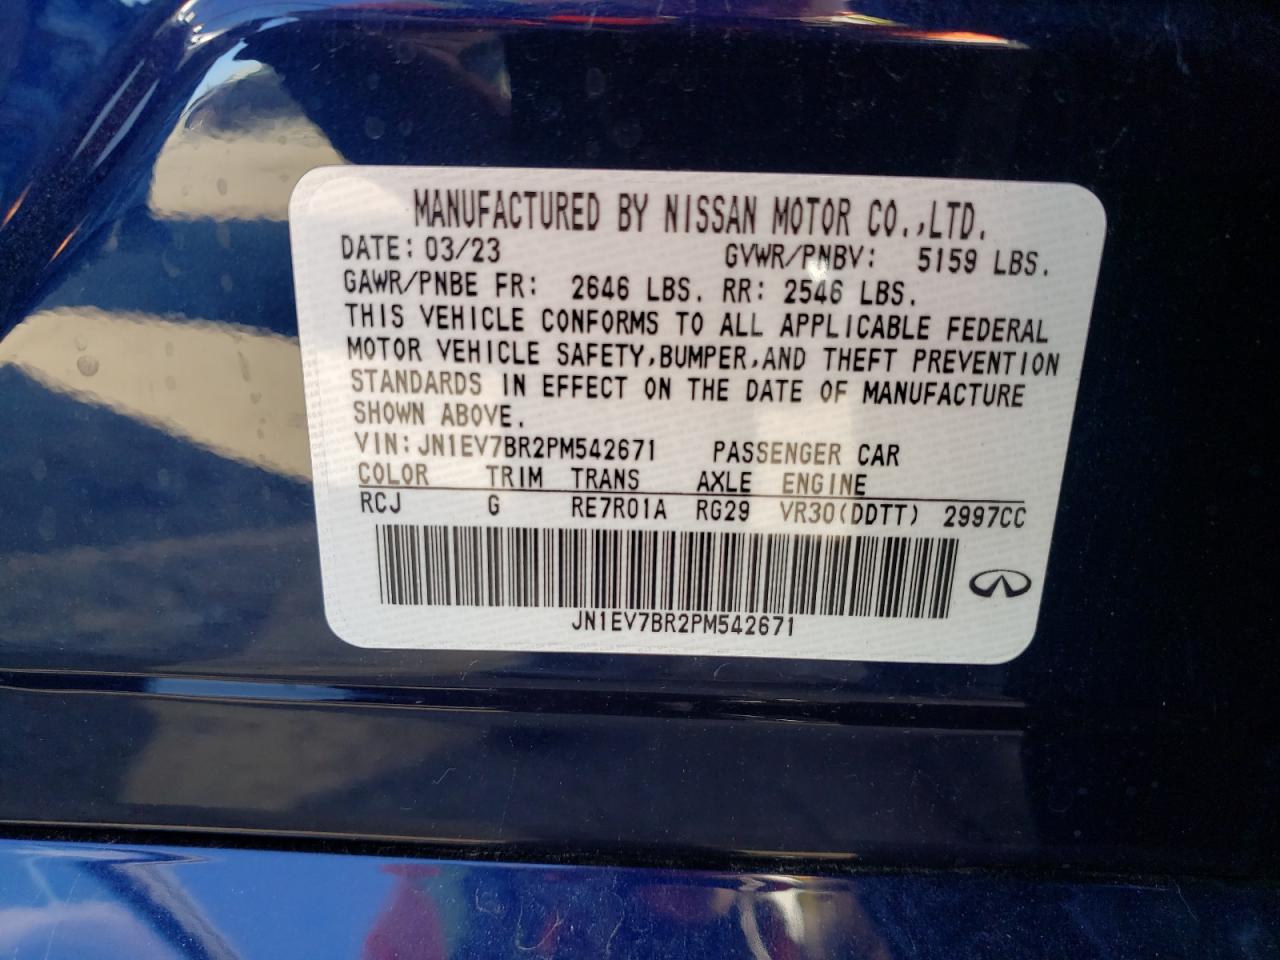 MANUFACTURED BY NISSAN MOTOR CO.,LTD.
DATE: 03/23 GVWR/PNBV: 5159 LBS.
GAWR/PNBE FR: 2646 LBS. RR: 2546 LBS.
THIS VEHICLE CONFORMS TO ALL APPLICABLE FEDERAL
MOTOR VEHICLE SAFETY,BUMPER,AND THEFT PREVENTION
STANDARDS IN EFFECT ON THE DATE OF MANUFACTURE
SHOWN ABOVE.
VIN:JN1EV7BR2PM542671 PASSENGER CAR
COLOR TRIM TRANS AXLE ENGINE
RCJ G RE7R01A RG29 VR30(DDTT) 2997CC
JN1EV7BR2PM542671